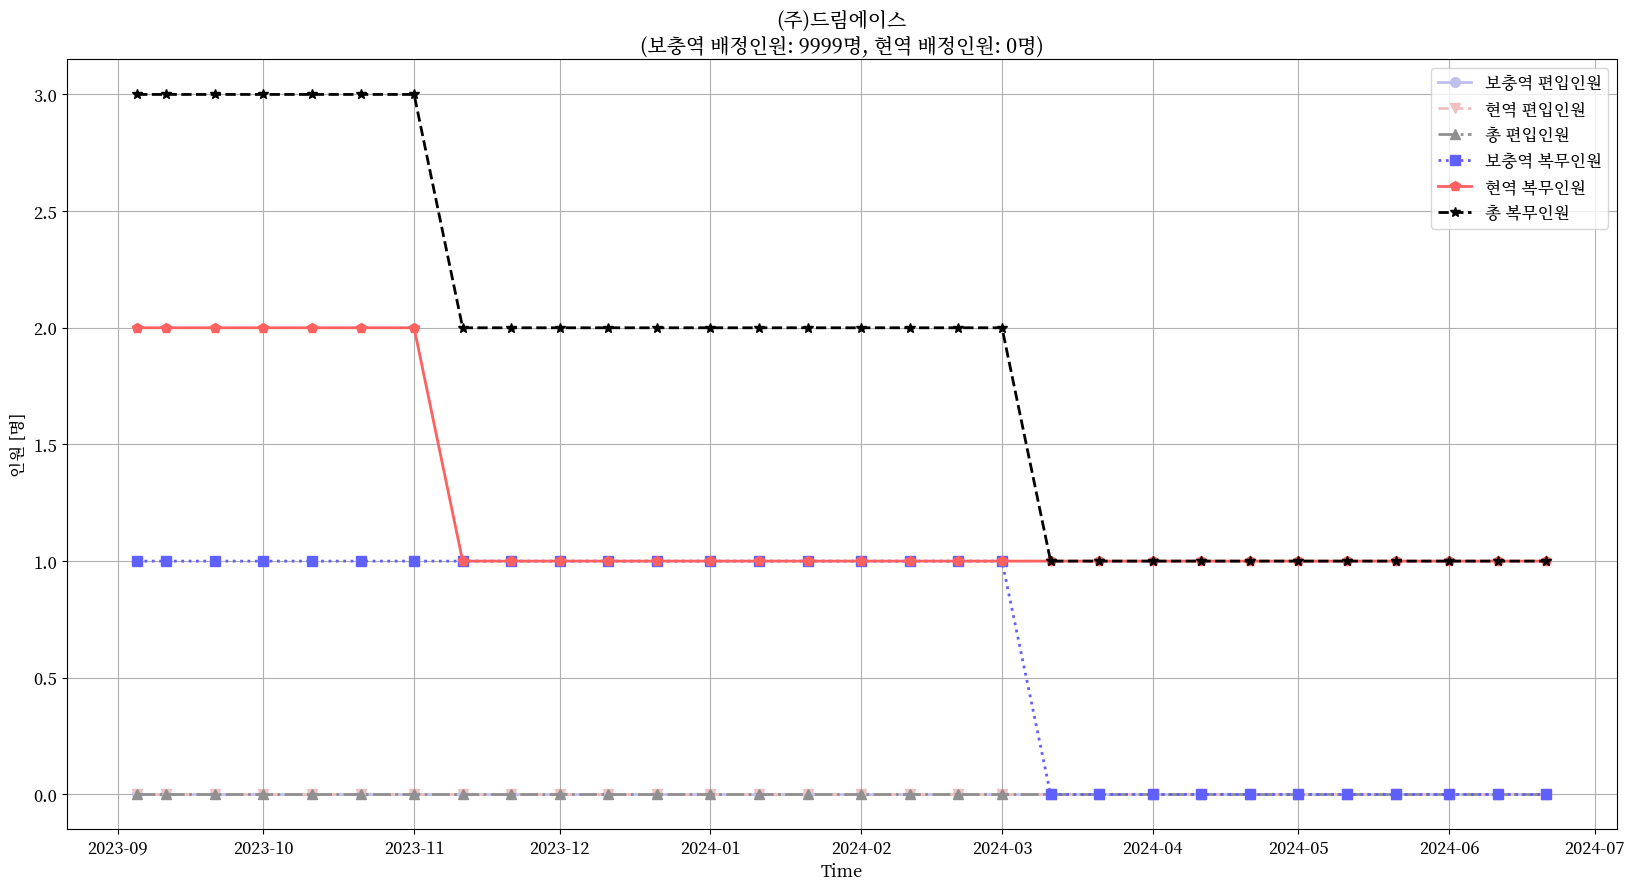 (주)드림에이스
(보충역 배정인원: 9999명, 현역 배정인원: 0명)
보충역 편입인원
현역 편입인원
총 편입인원
보충역 복무인원
현역 복무인원
총 복무인원
인원 [명]
3.0
2.5
2.0
1.5
1.0
0.5
0.0
2023-09 2023-10 2023-11 2023-12 2024-01 2024-02 2024-03 2024-04 2024-05 2024-06 2024-07
Time